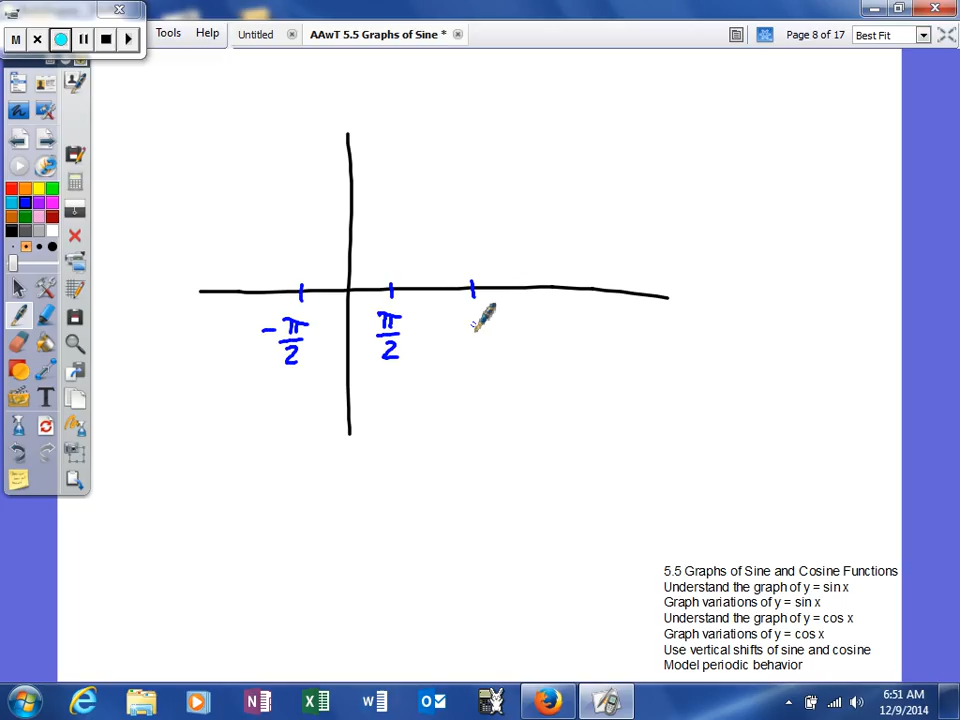 M
Tools Help Untitled AAwT 5.5 Graphs of Sine * Page 8 of 17 Best Fit
-π/2 π/2
5.5 Graphs of Sine and Cosine Functions
Understand the graph of y = sin x
Graph variations of y = sin x
Understand the graph of y = cos x
Graph variations of y = cos x
Use vertical shifts of sine and cosine
Model periodic behavior
6:51 AM
12/9/2014